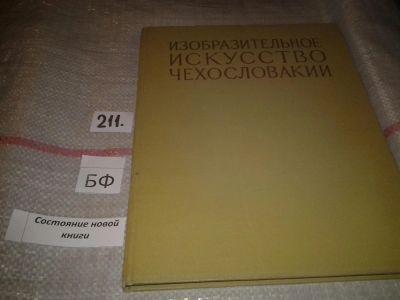 ИЗОБРАЗИТЕЛЬНОЕ
ИСКУССТВО
ЧЕХОСЛОВАКИИ
211.
БФ
Состояние новой
книги